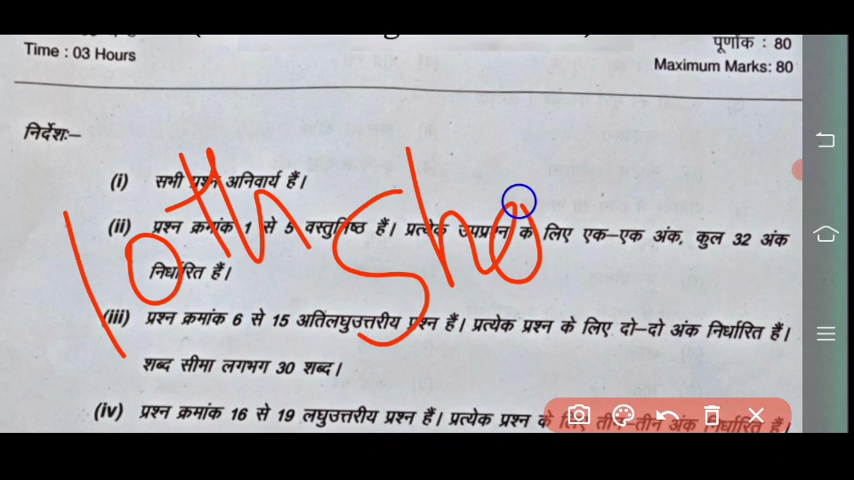 Time : 03 Hours
पूर्णांक : 80
Maximum Marks: 80
निर्देशः—
(i) सभी प्रश्न अनिवार्य हैं।
(ii) प्रश्न क्रमांक 1 से 5 वस्तुनिष्ठ हैं। प्रत्येक उपप्रश्न के लिए एक–एक अंक, कुल 32 अंक
निर्धारित हैं।
(iii) प्रश्न क्रमांक 6 से 15 अतिलघुउत्तरीय प्रश्न हैं। प्रत्येक प्रश्न के लिए दो–दो अंक निर्धारित हैं।
शब्द सीमा लगभग 30 शब्द।
(iv) प्रश्न क्रमांक 16 से 19 लघुउत्तरीय प्रश्न हैं। प्रत्येक प्रश्न के लिए तीन–तीन अंक निर्धारित हैं।
10th Sho